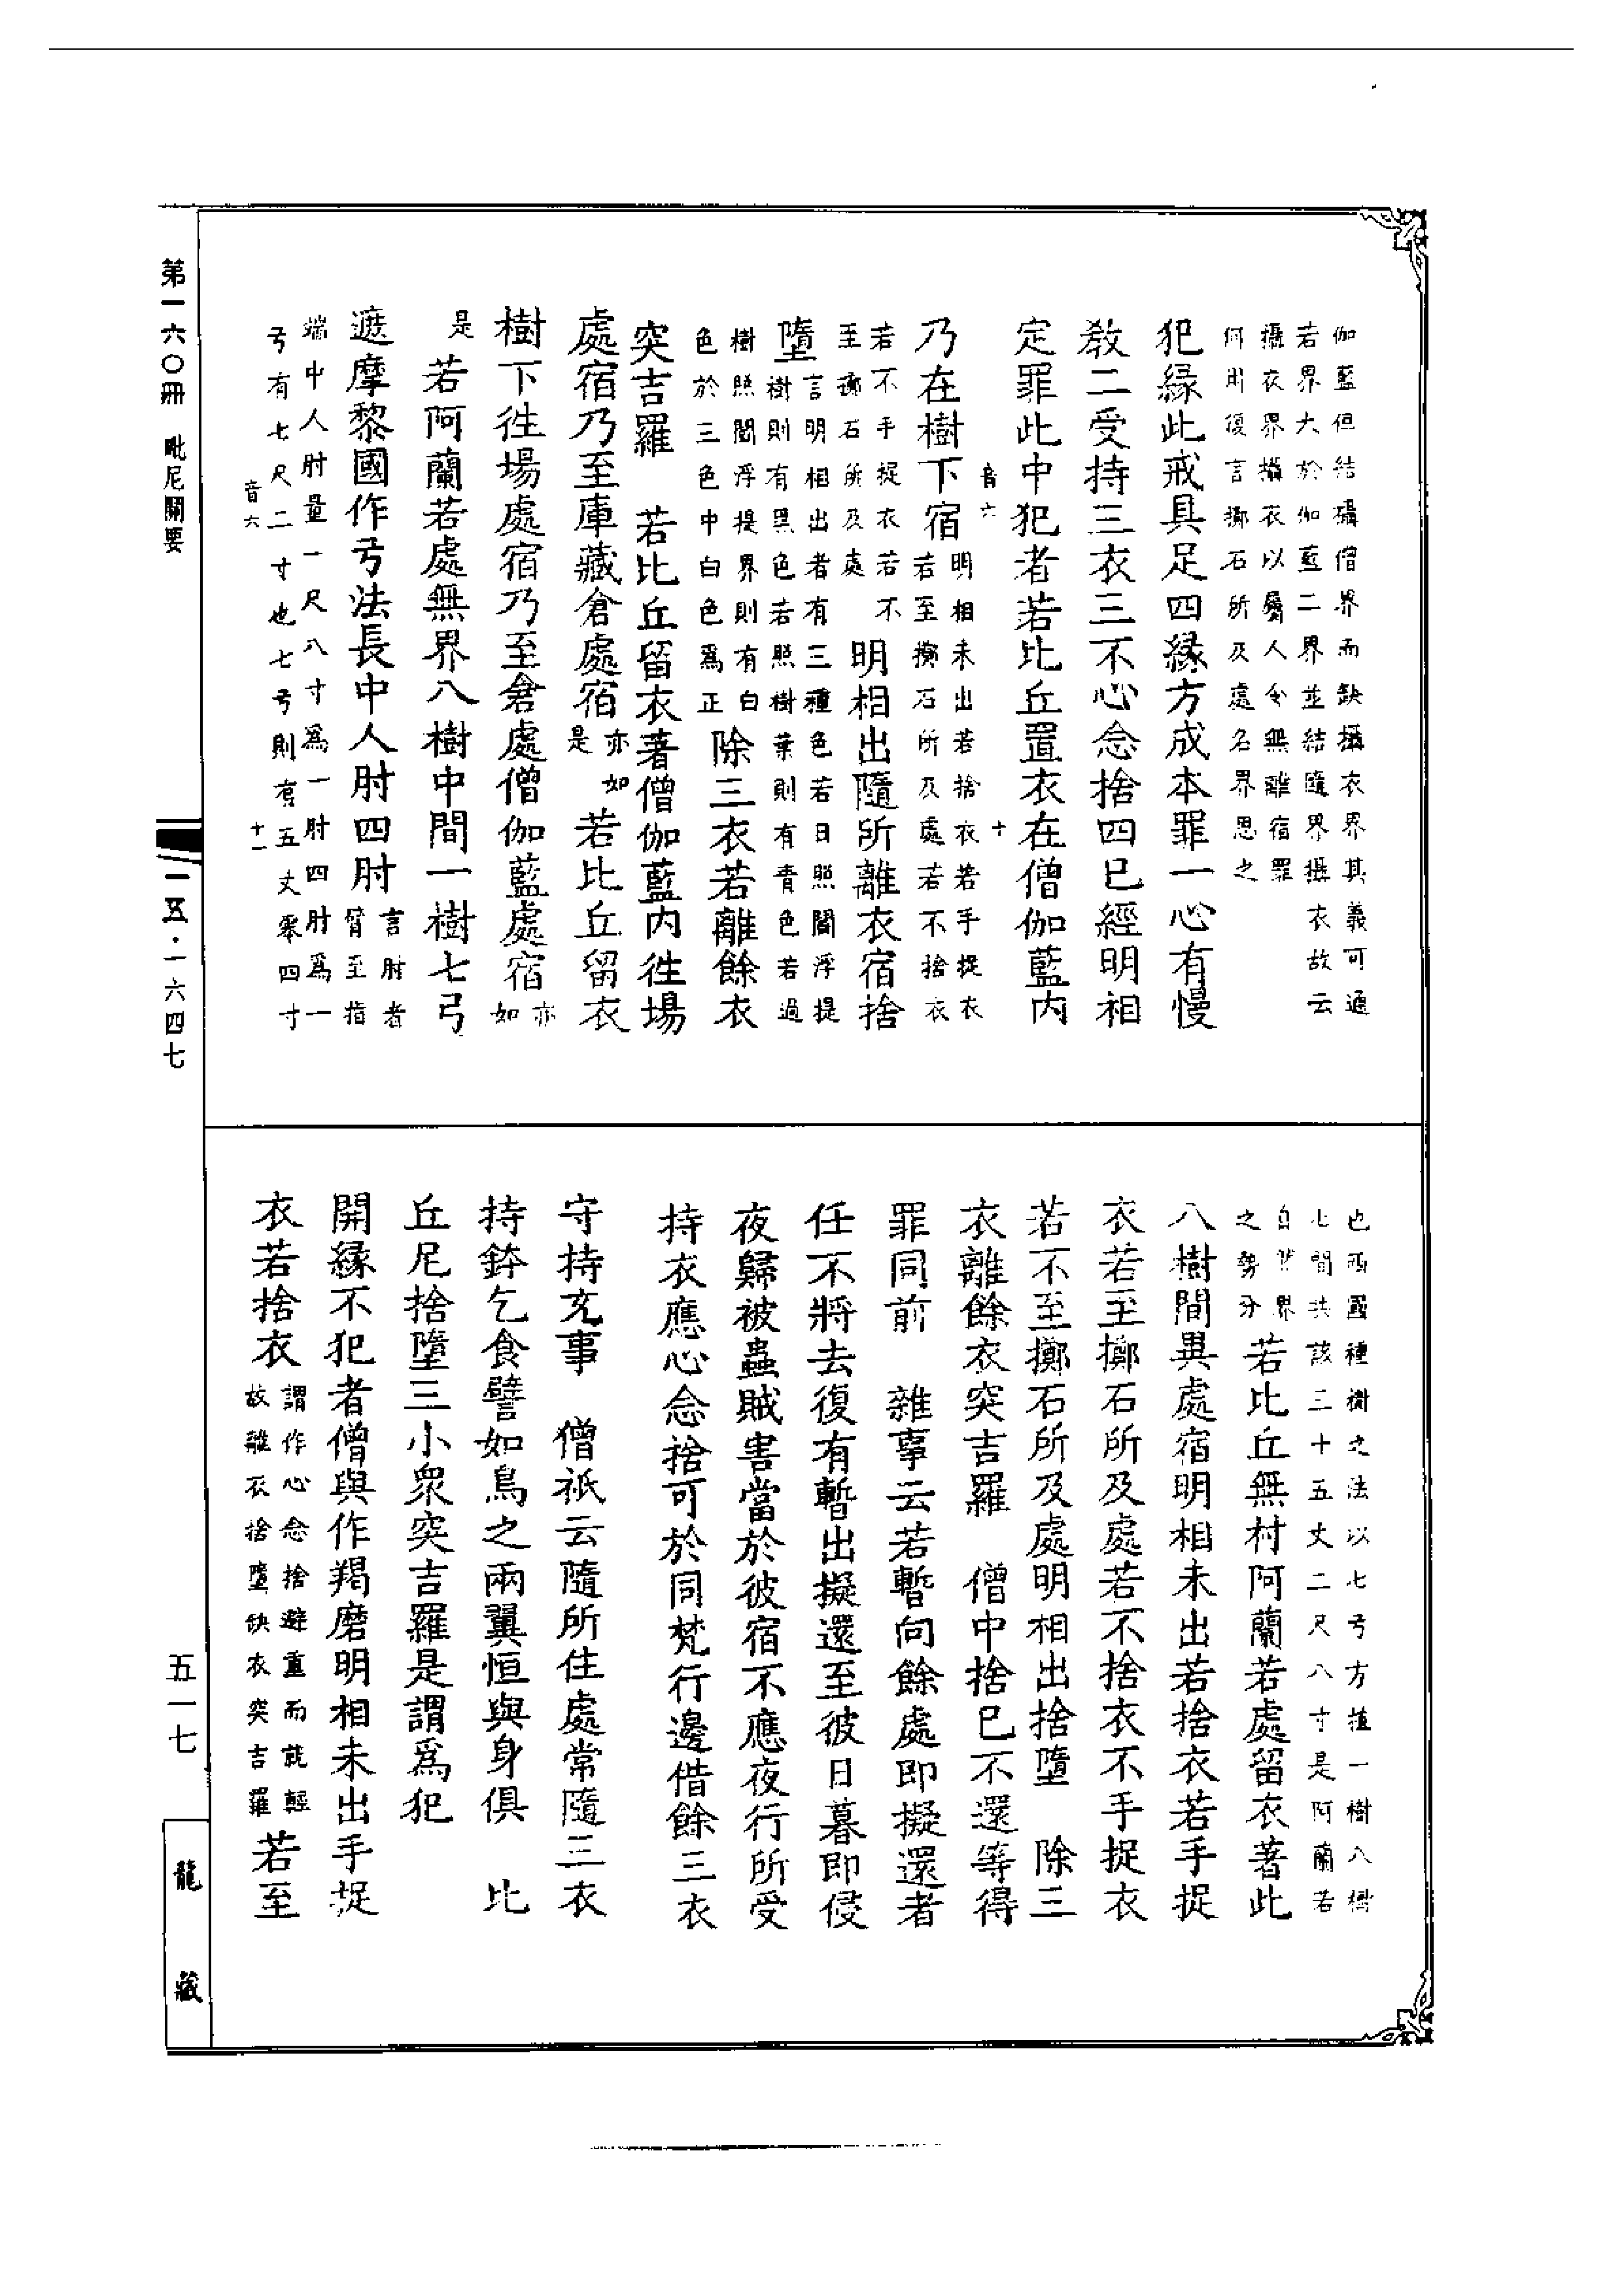 伽藍但結攝僧界而缺攝衣界其義可通
若界大於伽藍二界並結隨界攝衣故云
攝衣界攝衣以屬人令無離宿罪
何用復言擲石所及處名界思之
犯緣此戒具足四緣方成本罪一心有慢
教二受持三衣三不心念捨四已經明相
定罪此中犯者若比丘置衣在僧伽藍内
音六 十
乃在樹下宿
明相未出若捨衣若手捉衣
若至擲石所及處若不捨衣
若不手捉衣若不
至擲石所及處
明相出隨所離衣宿捨
墮
言明相出者有三種色若日照閻浮提
樹則有黑色若照樹葉則有青色若過
樹照閻浮提界則有白
色於三色中白色爲正
除三衣若離餘衣
突吉羅　若比丘留衣著僧伽藍内徃場
處宿乃至庫藏倉處宿
亦如
是
若比丘留衣
樹下徃場處宿乃至倉處僧伽藍處宿
亦
如
是
若阿蘭若處無界八樹中間一樹七弓
遮摩黎國作弓法長中人肘四肘
言肘者
臂至指
端中人肘量一尺八寸爲一肘四肘爲一
弓有七尺二寸也七弓則有五丈零四寸
音六 十一
也西國種樹之法以七弓方植一樹八樹
七間共該三十五丈二尺八寸是阿蘭若
自然界
之勢分
若比丘無村阿蘭若處留衣著此
八樹間異處宿明相未出若捨衣若手捉
衣若至擲石所及處若不捨衣不手捉衣
若不至擲石所及處明相出捨墮　除三
衣離餘衣突吉羅　僧中捨已不還等得
罪同前　雜事云若暫向餘處即擬還者
任不將去復有暫出擬還至彼日暮即侵
夜歸被蟲賊害當於彼宿不應夜行所受
持衣應心念捨可於同梵行邊借餘三衣
守持充事　僧祇云隨所住處常隨三衣
持鉢乞食譬如鳥之兩翼恒與身俱　比
丘尼捨墮三小眾突吉羅是謂爲犯
開緣不犯者僧與作羯磨明相未出手捉
衣若捨衣
謂作心念捨避重而就輕
故離衣捨墮缺衣突吉羅
若至
第一六〇冊　毗尼關要
一五·一六四七
五一七
龍藏